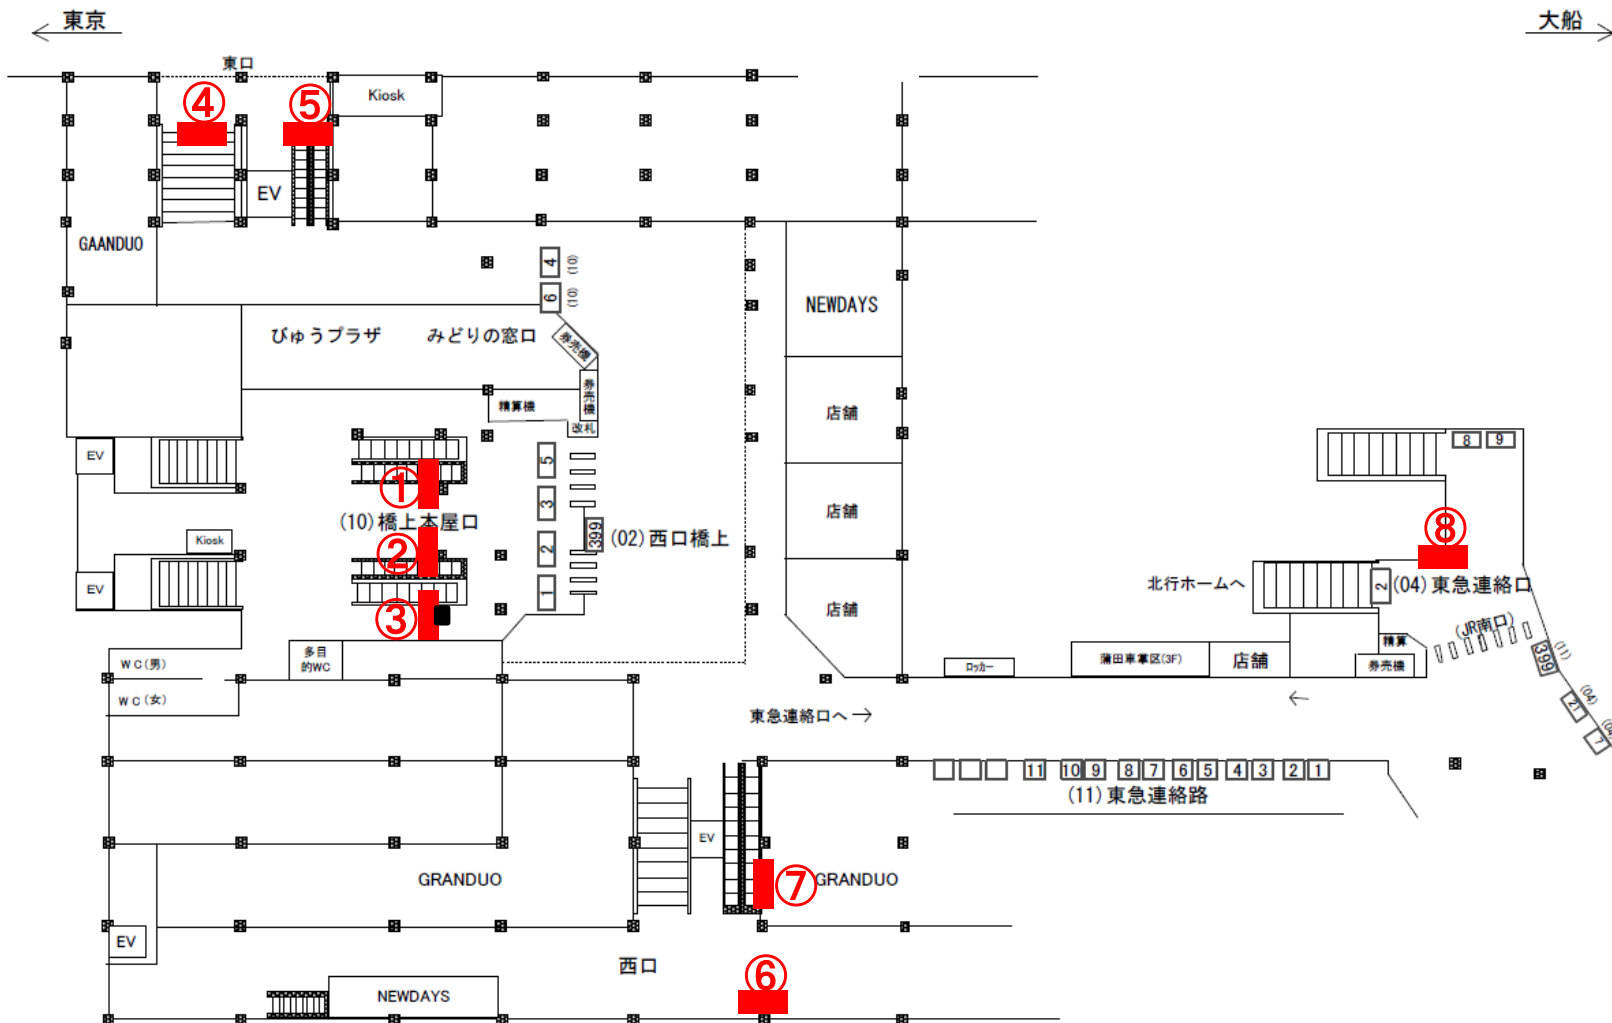 東京
大船
東口
④
⑤
Kiosk
EV
GAANDUO
4
(10)
6
(10)
NEWDAYS
びゅうプラザ
みどりの窓口
券売機
券売機
精算機
改札
店舗
EV
5
8
9
①
3
(10)橋上本屋口
399
(02)西口橋上
店舗
⑧
Kiosk
②
2
EV
1
北行ホームへ
2
(04)東急連絡口
③
店舗
(JR南口)
多目的WC
WC(男)
WC(女)
ロッカー
蒲田車掌区(3F)
店舗
精算
券売機
399
(11)
21
(04)
7
(04)
東急連絡口へ→
←
11
10
9
8
7
6
5
4
3
2
1
(11)東急連絡路
EV
GRANDUO
⑦
GRANDUO
EV
西口
⑥
NEWDAYS